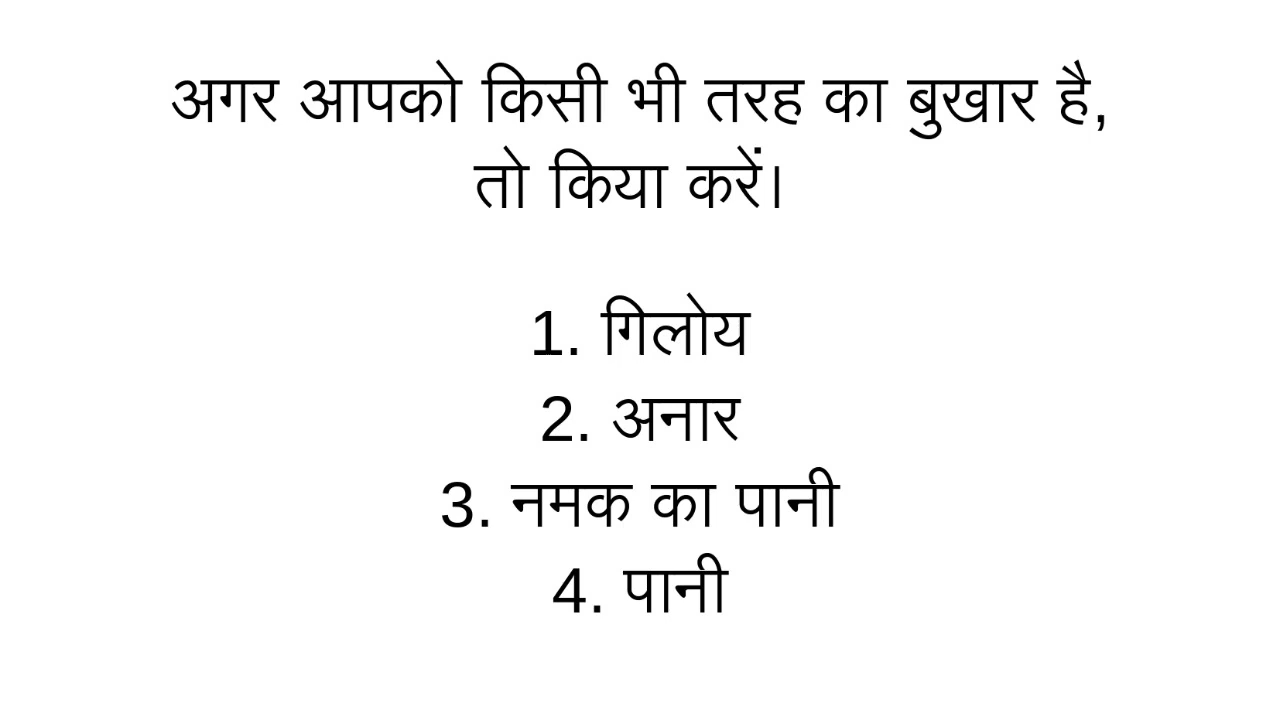 अगर आपको किसी भी तरह का बुखार है,
तो किया करें।
1. गिलोय
2. अनार
3. नमक का पानी
4. पानी